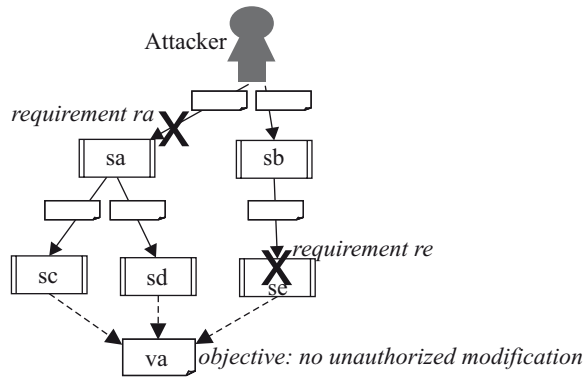 Attacker
requirement ra
sa
sb
requirement re
sc
sd
se
va
objective: no unauthorized modification